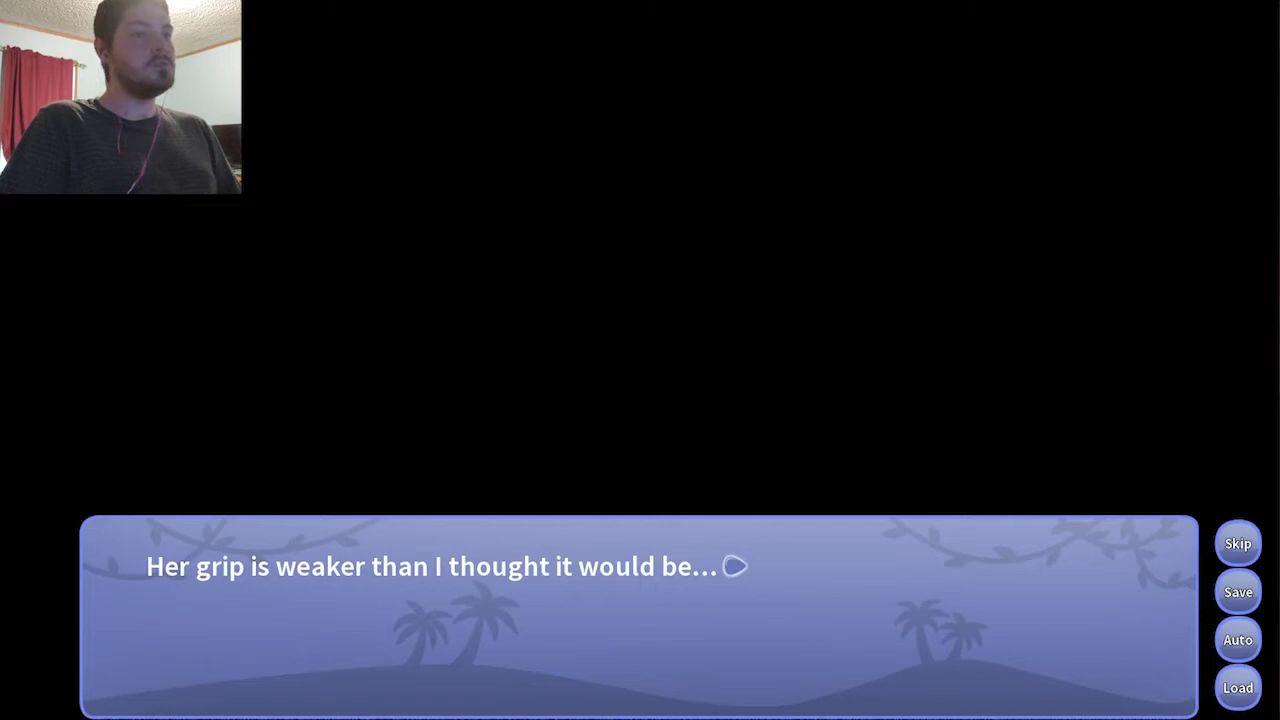 Her grip is weaker than I thought it would be...
Skip
Save
Auto
Load